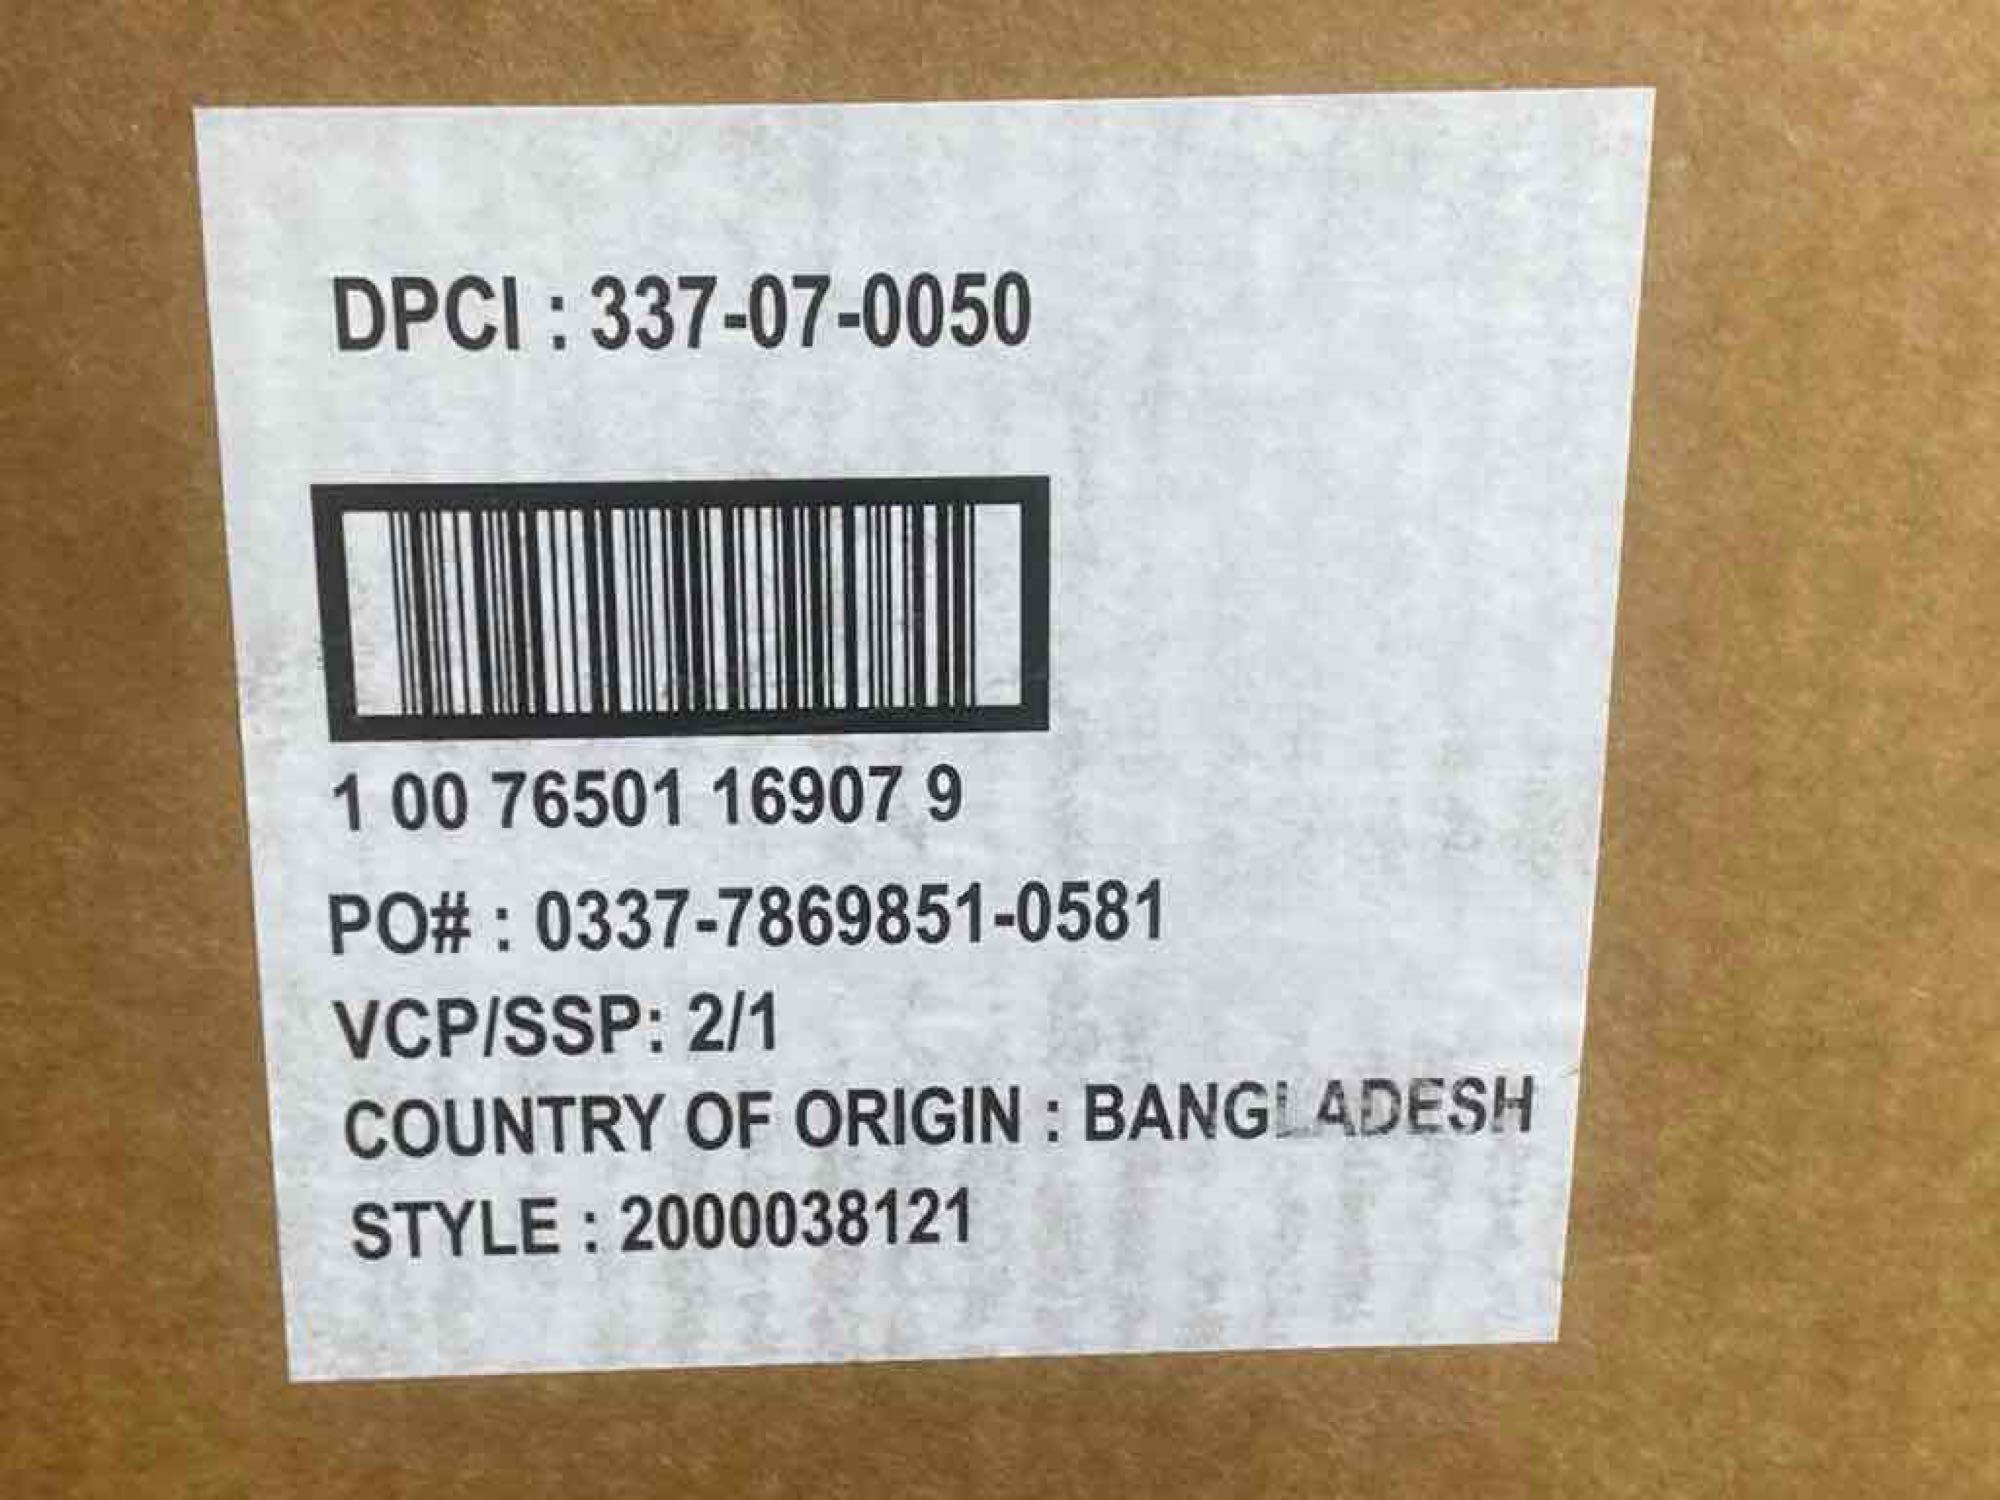 DPCI : 337-07-0050
1 00 76501 16907 9
PO# : 0337-7869851-0581
VCP/SSP: 2/1
COUNTRY OF ORIGIN : BANGLADESH
STYLE : 2000038121